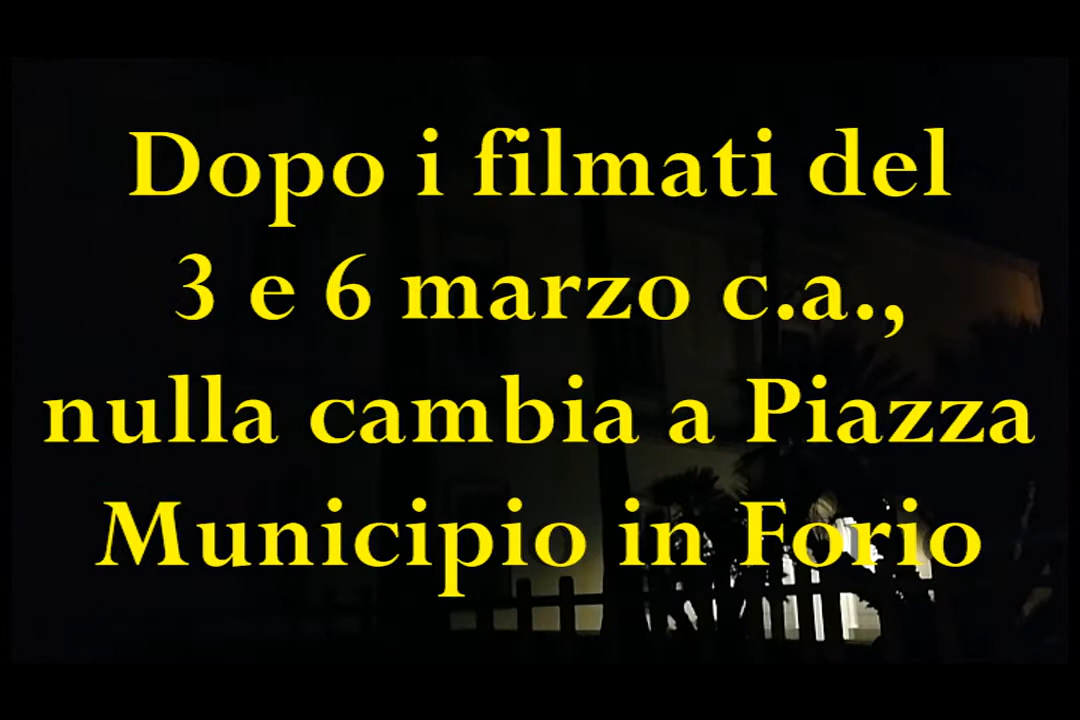 Dopo i filmati del
3 e 6 marzo c.a.,
nulla cambia a Piazza
Municipio in Forio